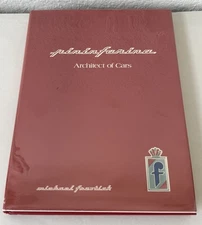 pininfarina
Architect of Cars
f
michael frostick